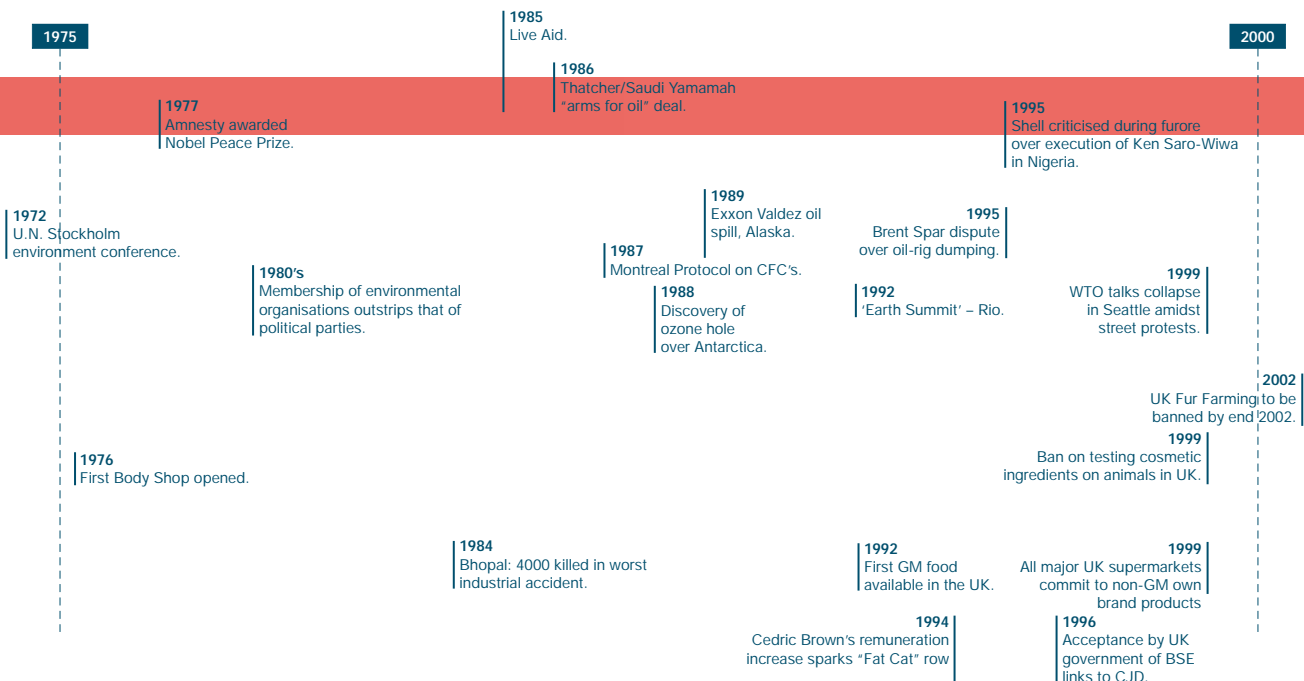 1975
2000
1985
Live Aid.
1986
Thatcher/Saudi Yamamah
“arms for oil” deal.
1977
Amnesty awarded
Nobel Peace Prize.
1995
Shell criticised during furore
over execution of Ken Saro-Wiwa
in Nigeria.
1972
U.N. Stockholm
environment conference.
1989
Exxon Valdez oil
spill, Alaska.
1995
Brent Spar dispute
over oil-rig dumping.
1987
Montreal Protocol on CFC’s.
1980’s
Membership of environmental
organisations outstrips that of
political parties.
1988
Discovery of
ozone hole
over Antarctica.
1992
‘Earth Summit’ – Rio.
1999
WTO talks collapse
in Seattle amidst
street protests.
2002
UK Fur Farming to be
banned by end 2002.
1999
Ban on testing cosmetic
ingredients on animals in UK.
1976
First Body Shop opened.
1984
Bhopal: 4000 killed in worst
industrial accident.
1992
First GM food
available in the UK.
1999
All major UK supermarkets
commit to non-GM own
brand products
1994
Cedric Brown’s remuneration
increase sparks “Fat Cat” row
1996
Acceptance by UK
government of BSE
links to CJD.